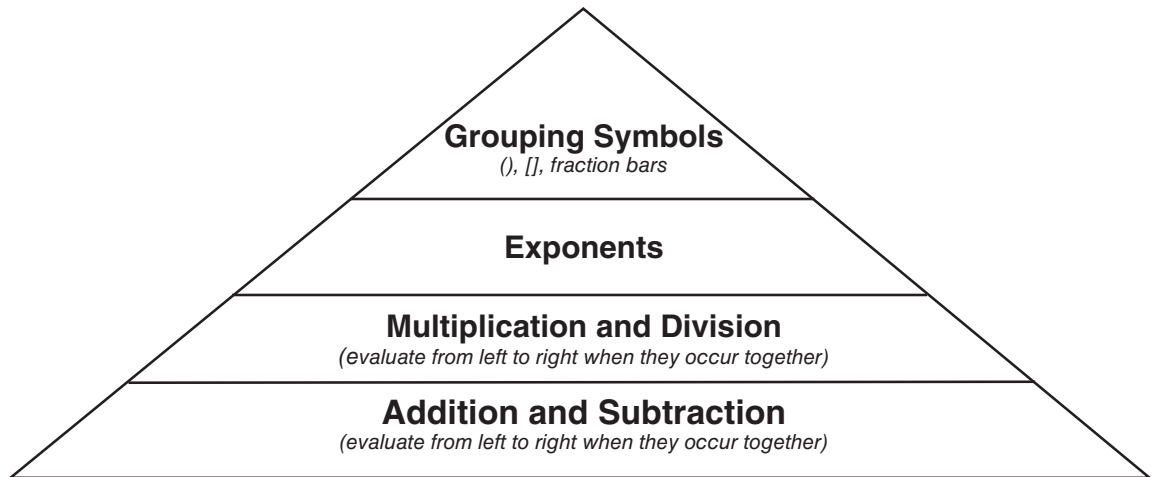 Grouping Symbols
(), [], fraction bars
Exponents
Multiplication and Division
(evaluate from left to right when they occur together)
Addition and Subtraction
(evaluate from left to right when they occur together)